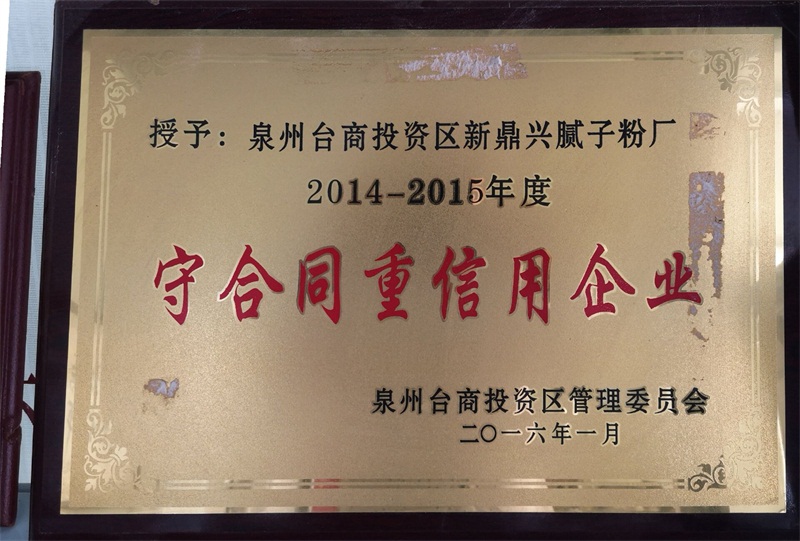 授予：泉州台商投资区新鼎兴腻子粉厂
2014-2015年度
守合同重信用企业
泉州台商投资区管理委员会
二〇一六年一月